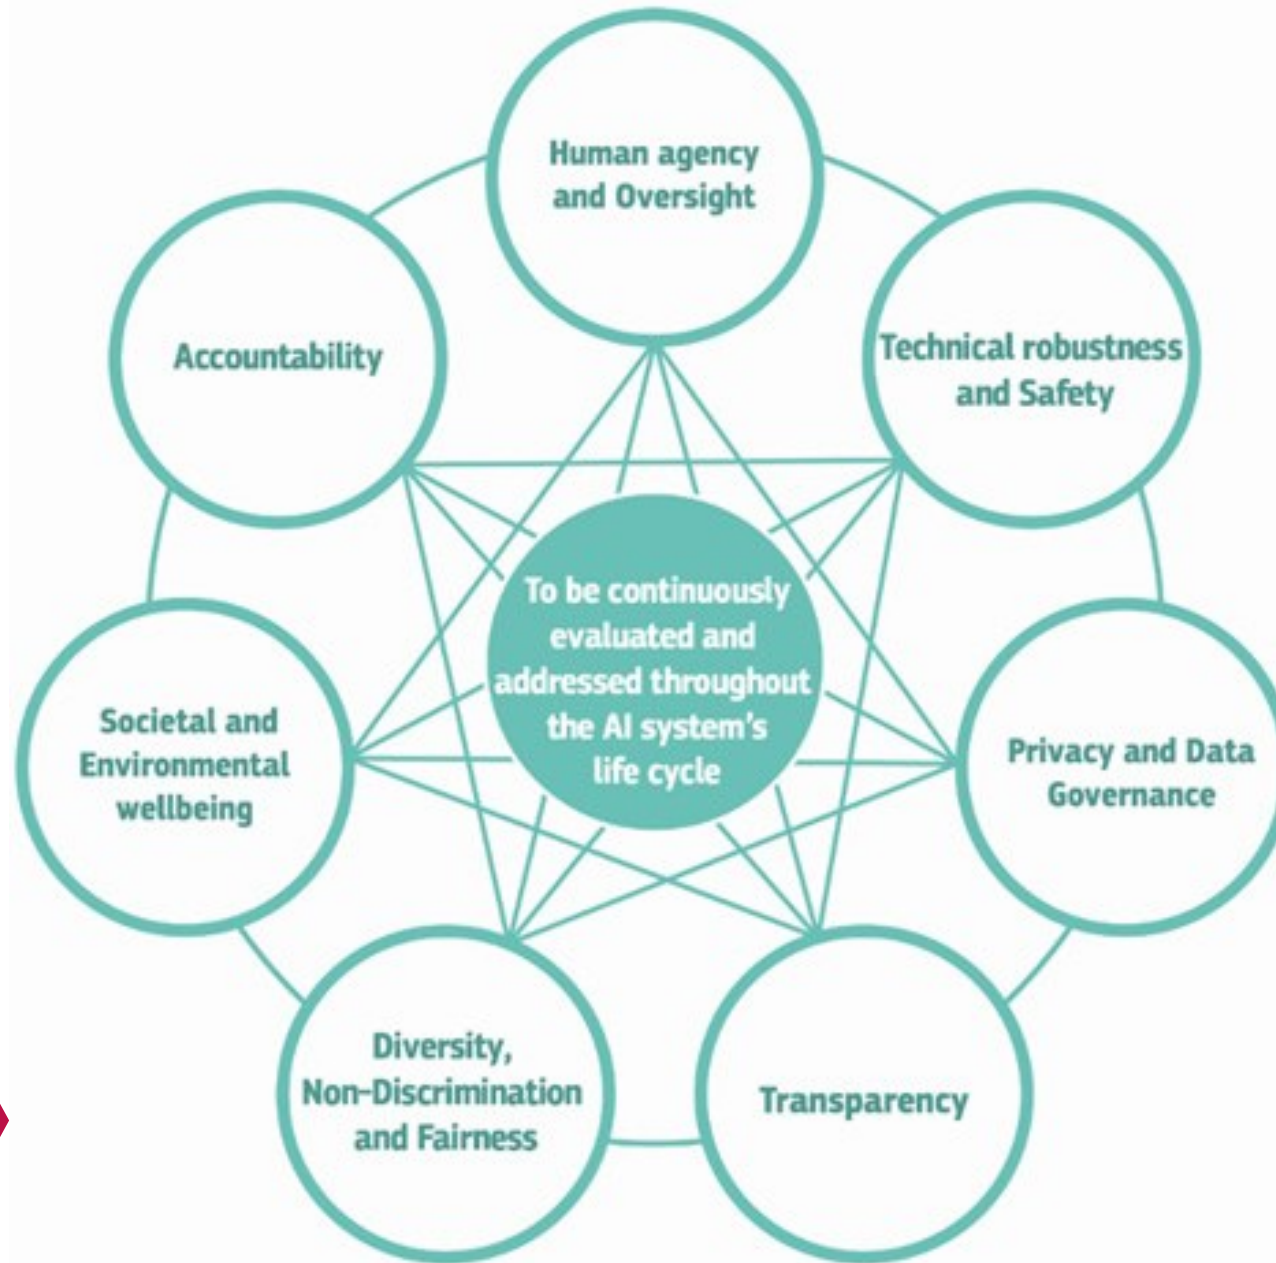 Human agency
and Oversight
Technical robustness
and Safety
Privacy and Data
Governance
Transparency
Diversity,
Non-Discrimination
and Fairness
Societal and
Environmental
wellbeing
Accountability
To be continuously
evaluated and
addressed throughout
the AI system's
life cycle